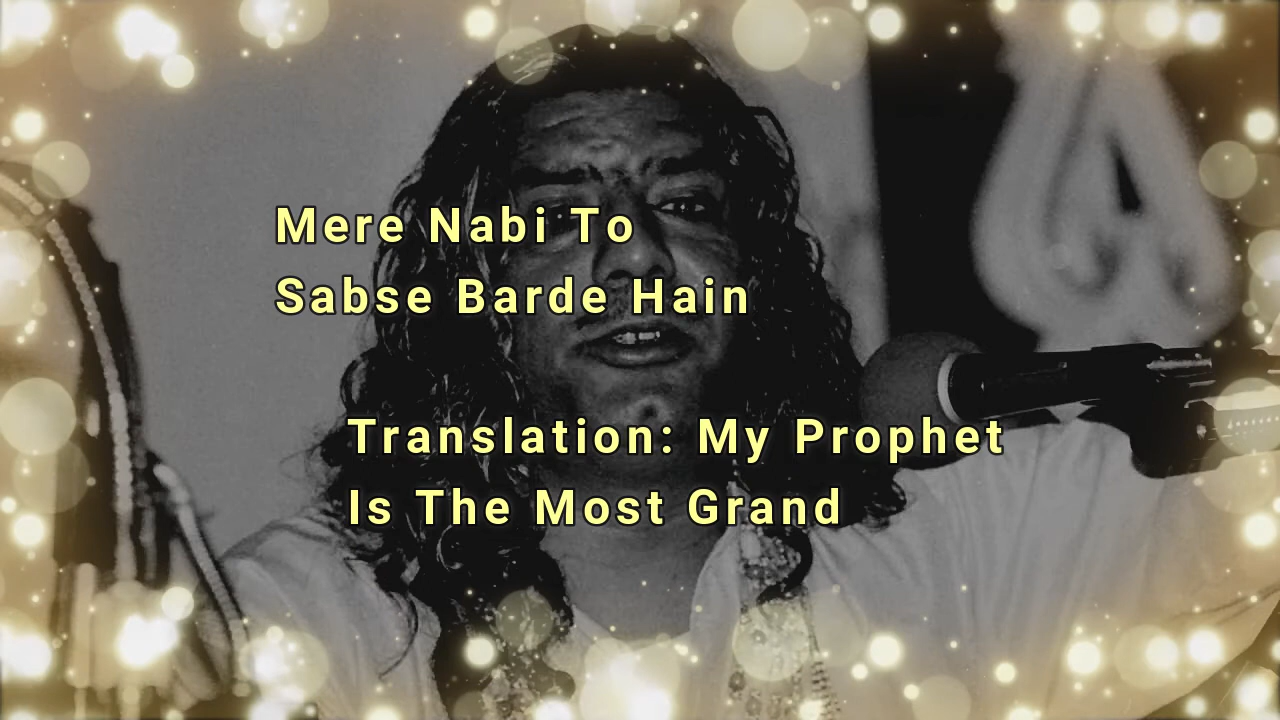 Mere Nabi To
Sabse Barde Hain
Translation: My Prophet
Is The Most Grand